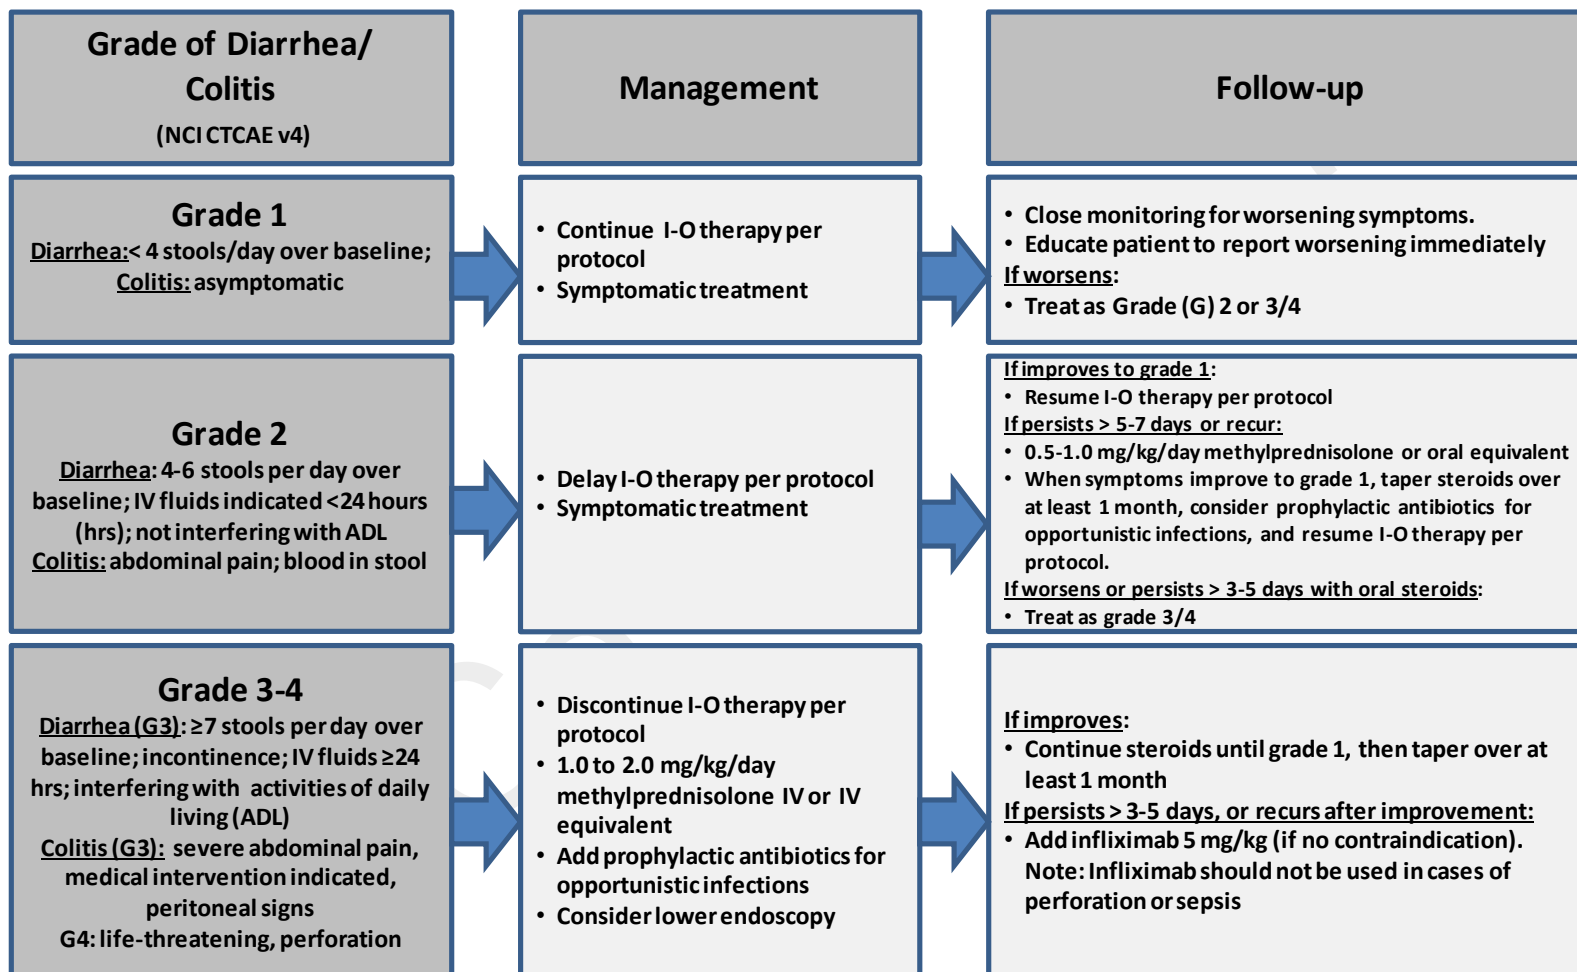 Grade of Diarrhea/
Colitis
(NCI CTCAE v4)
Management
Follow-up
Grade 1
Diarrhea:< 4 stools/day over baseline;
Colitis: asymptomatic
• Continue I-O therapy per
protocol
• Symptomatic treatment
• Close monitoring for worsening symptoms.
• Educate patient to report worsening immediately
If worsens:
• Treat as Grade (G) 2 or 3/4
Grade 2
Diarrhea: 4-6 stools per day over
baseline; IV fluids indicated <24 hours
(hrs); not interfering with ADL
Colitis: abdominal pain; blood in stool
• Delay I-O therapy per protocol
• Symptomatic treatment
If improves to grade 1:
• Resume I-O therapy per protocol
If persists > 5-7 days or recur:
• 0.5-1.0 mg/kg/day methylprednisolone or oral equivalent
• When symptoms improve to grade 1, taper steroids over
at least 1 month, consider prophylactic antibiotics for
opportunistic infections, and resume I-O therapy per
protocol.
If worsens or persists > 3-5 days with oral steroids:
• Treat as grade 3/4
Grade 3-4
Diarrhea (G3): ≥7 stools per day over
baseline; incontinence; IV fluids ≥24
hrs; interfering with activities of daily
living (ADL)
Colitis (G3): severe abdominal pain,
medical intervention indicated,
peritoneal signs
G4: life-threatening, perforation
• Discontinue I-O therapy per
protocol
• 1.0 to 2.0 mg/kg/day
methylprednisolone IV or IV
equivalent
• Add prophylactic antibiotics for
opportunistic infections
• Consider lower endoscopy
If improves:
• Continue steroids until grade 1, then taper over at
least 1 month
If persists > 3-5 days, or recurs after improvement:
• Add infliximab 5 mg/kg (if no contraindication).
Note: Infliximab should not be used in cases of
perforation or sepsis